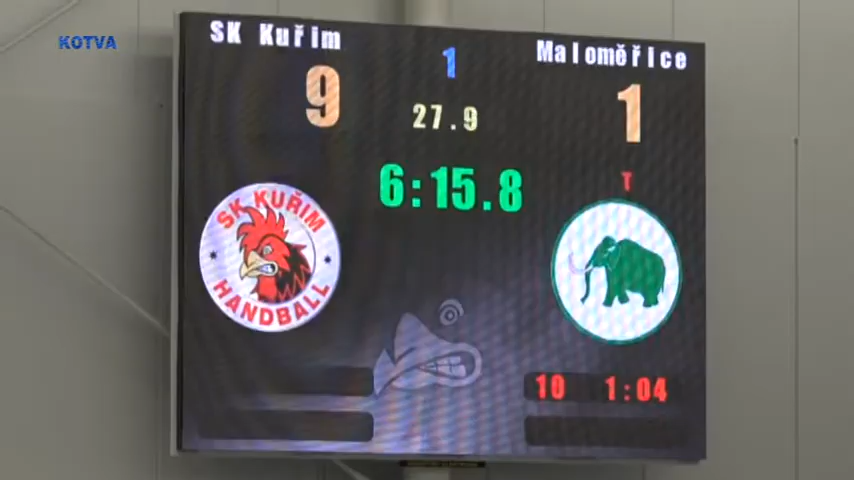 KOTVA
SK Kuřim
1
Maloměřice
9
27.9
1
6:15.8
T
SK KUŘIM
HANDBALL
10 1:04